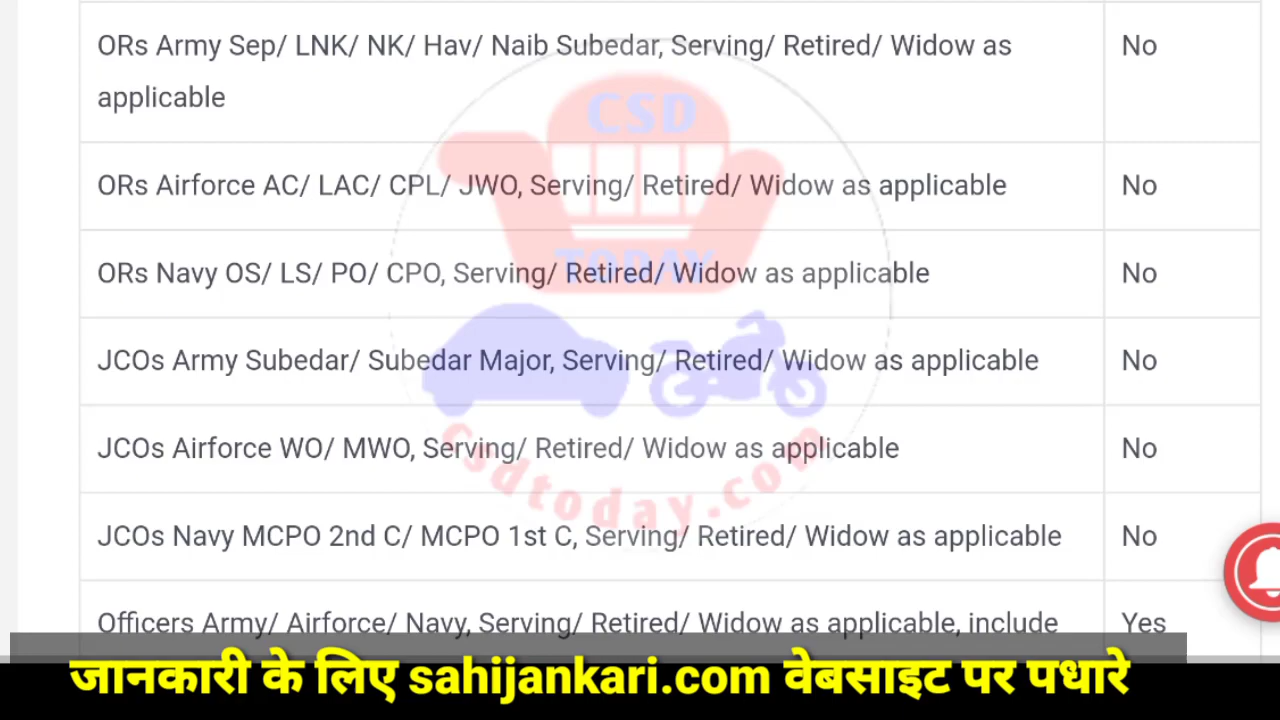 ORs Army Sep/ LNK/ NK/ Hav/ Naib Subedar, Serving/ Retired/ Widow as No
applicable
ORs Airforce AC/ LAC/ CPL/ JWO, Serving/ Retired/ Widow as applicable No
ORs Navy OS/ LS/ PO/ CPO, Serving/ Retired/ Widow as applicable No
JCOs Army Subedar/ Subedar Major, Serving/ Retired/ Widow as applicable No
JCOs Airforce WO/ MWO, Serving/ Retired/ Widow as applicable No
JCOs Navy MCPO 2nd C/ MCPO 1st C, Serving/ Retired/ Widow as applicable No
Officers Army/ Airforce/ Navy, Serving/ Retired/ Widow as applicable, include Yes
CSD
TODAY
csdtoday.com
जानकारी के लिए sahijankari.com वेबसाइट पर पधारे